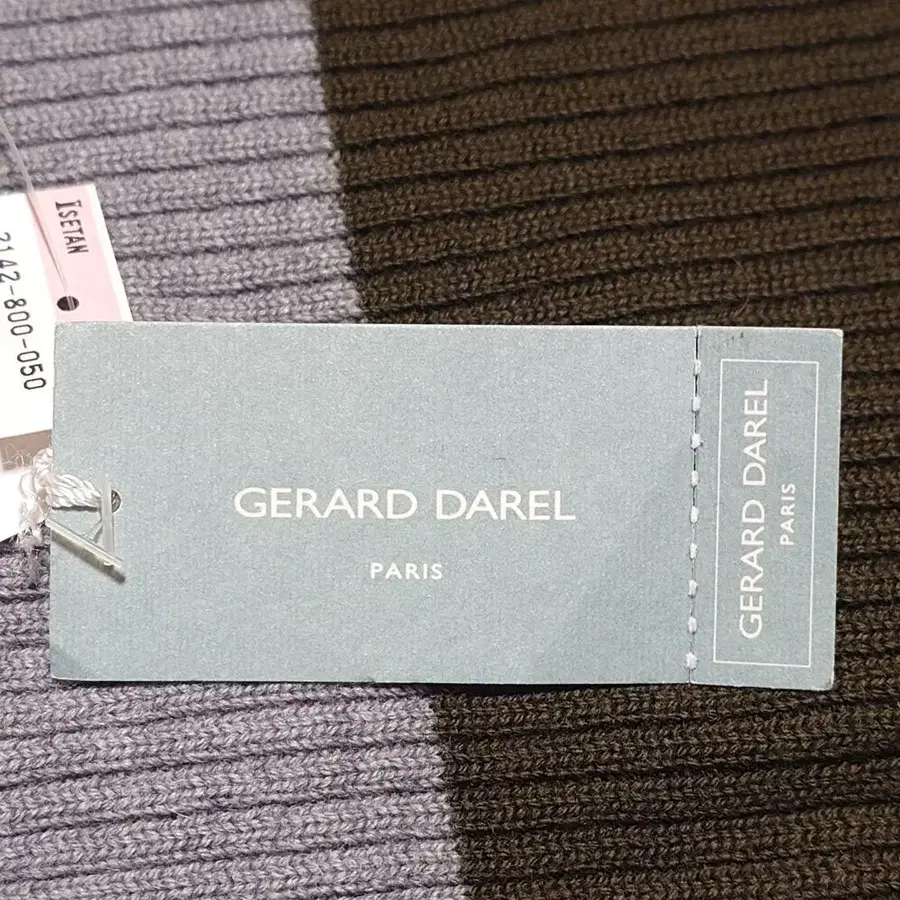 ISETAN
2142-800-050
GERARD DAREL
PARIS
GERARD DAREL
PARIS